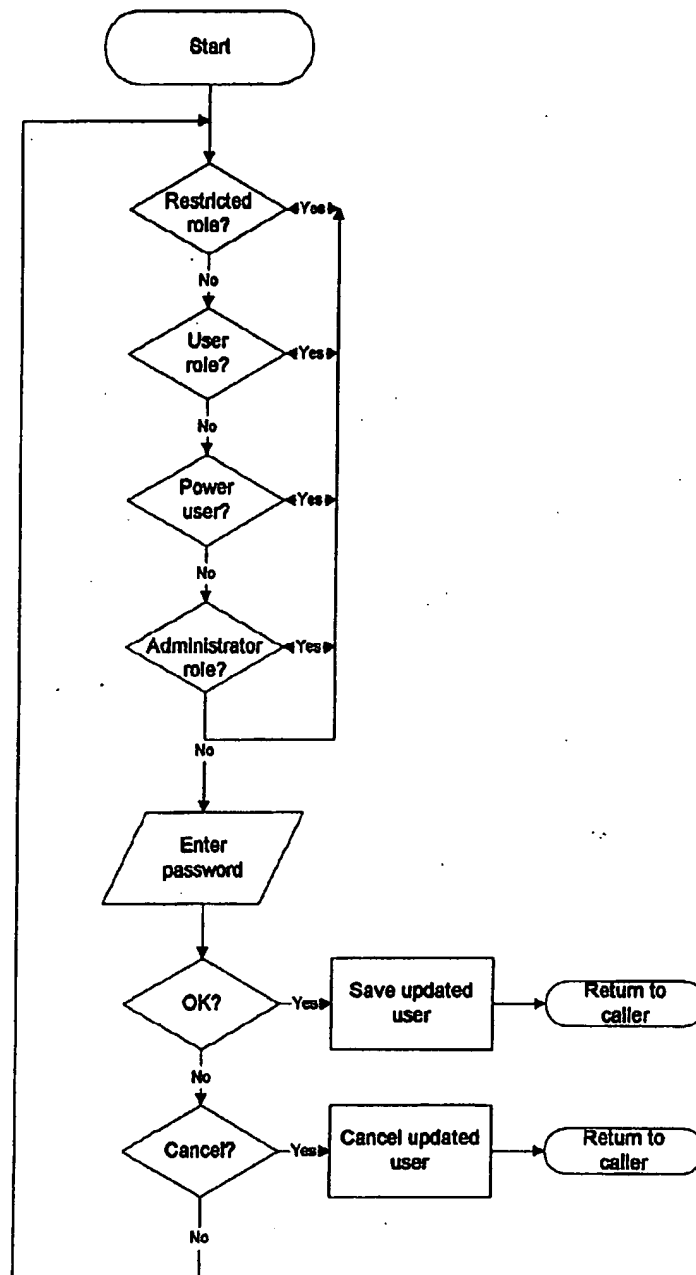 Start
Restricted
role?
Yes
No
User
role?
Yes
No
Power
user?
Yes
No
Administrator
role?
Yes
No
Enter
password
OK?
Yes
Save updated
user
Return to
caller
No
Cancel?
Yes
Cancel updated
user
Return to
caller
No